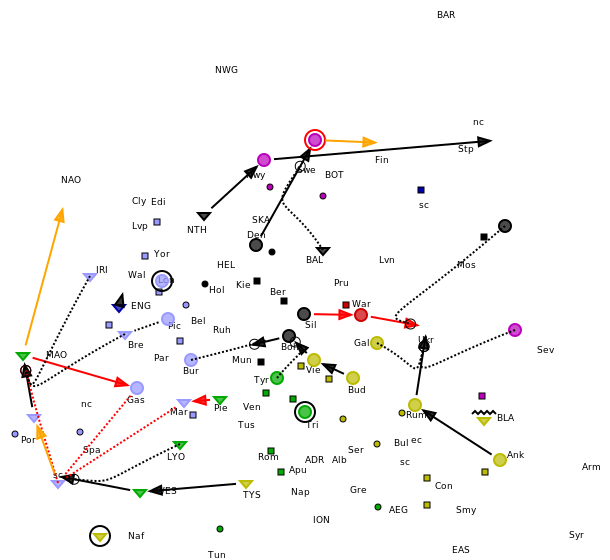 BAR
NWG
nc
Stp
Fin
Swe
Nwy
BOT
NAO
sc
Cly Edi
SKA
NTH
Lvp
Den
Yor
HEL
BAL
Lvn
Mos
IRI
Wal
Lon
Kie
Hol
Ber
Pru
War
ENG
Pic
Bel
Sil
Ruh
Boh
Gal
Ukr
Bre
MAO
Par
Mun
Sev
Bur
Vie
Tyr
Bud
nc
Gas
Mar
Pie
Ven
Rum
BLA
Tus
Tri
Por
Spa
LYO
Rom
ADR Alb
Ser
Bul ec
Ank
sc
Apu
sc
Arm
WES
TYS
Nap
Gre
Con
AEG
Smy
ION
Naf
Syr
Tun
EAS